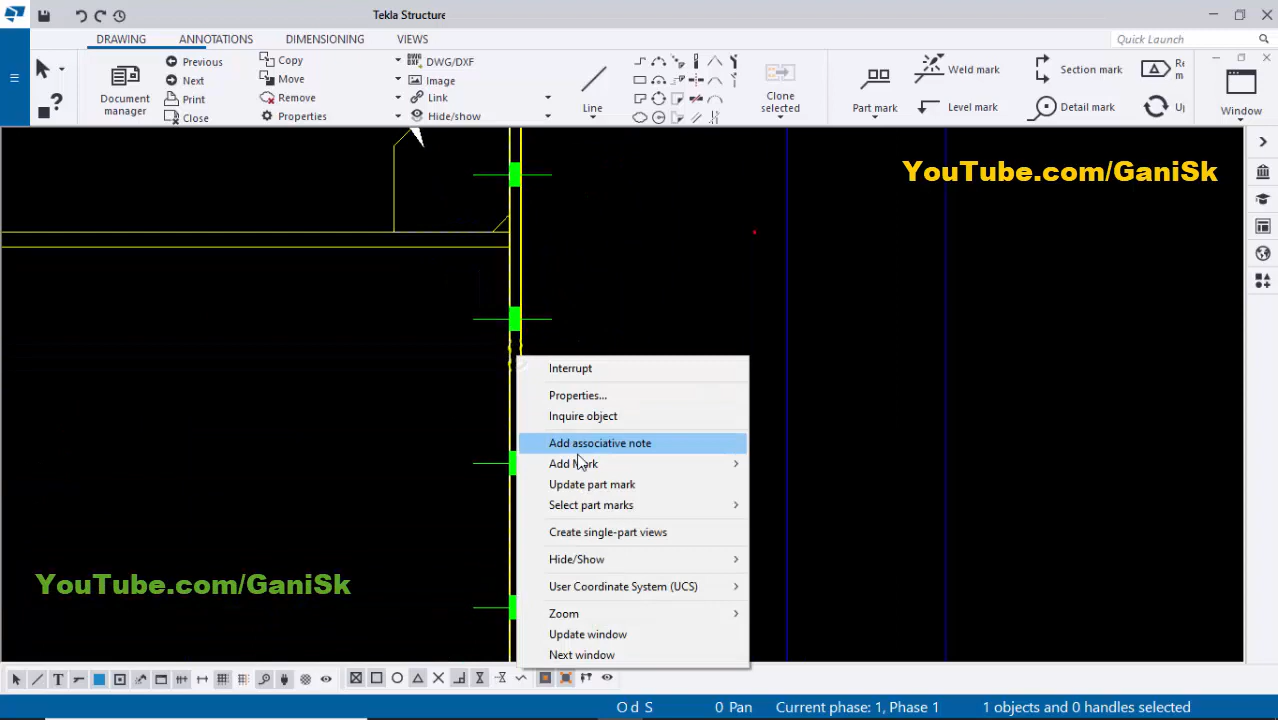 Tekla Structure
DRAWING
ANNOTATIONS
DIMENSIONING
VIEWS
Quick Launch
Document manager
Previous
Next
Print
Close
Copy
Move
Remove
Properties
DWG/DXF
Image
Link
Hide/show
Line
Clone selected
Part mark
Weld mark
Level mark
Section mark
Detail mark
Window
YouTube.com/GaniSk
Interrupt
Properties...
Inquire object
Add associative note
Add Mark
Update part mark
Select part marks
Create single-part views
Hide/Show
User Coordinate System (UCS)
Zoom
Update window
Next window
YouTube.com/GaniSk
O d S
0 Pan
Current phase: 1, Phase 1
1 objects and 0 handles selected